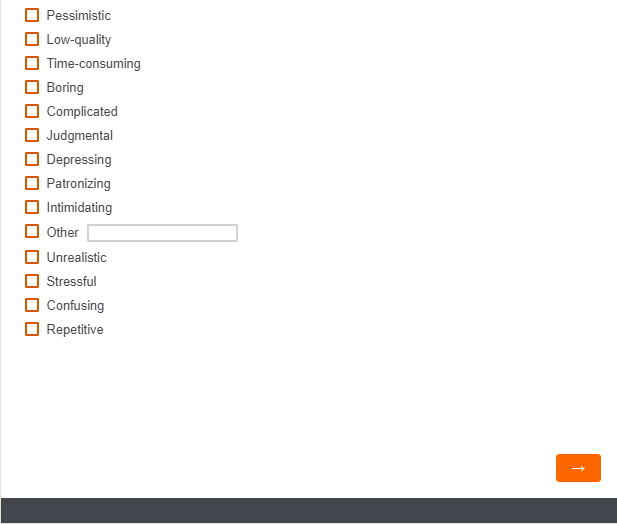 Pessimistic
Low-quality
Time-consuming
Boring
Complicated
Judgmental
Depressing
Patronizing
Intimidating
Other
Unrealistic
Stressful
Confusing
Repetitive
→